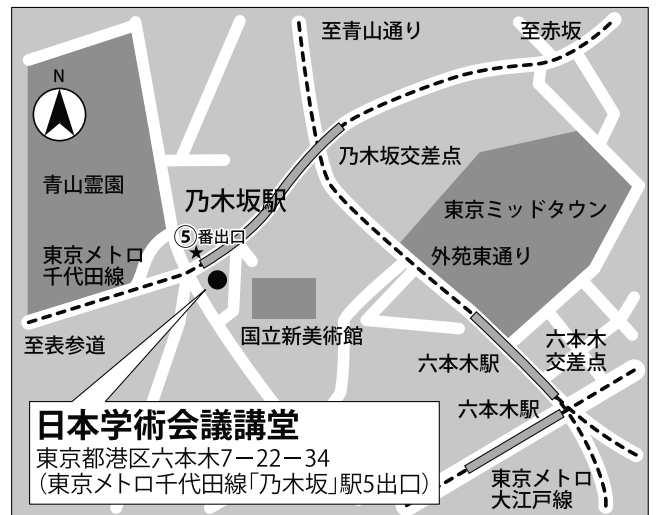 至青山通り
至赤坂
N
乃木坂交差点
青山霊園
乃木坂駅
東京ミッドタウン
⑤番出口
外苑東通り
東京メトロ
千代田線
国立新美術館
至表参道
六本木
交差点
六本木駅
六本木駅
日本学術会議講堂
東京都港区六本木7−22−34
（東京メトロ千代田線「乃木坂」駅5出口）
東京メトロ
大江戸線